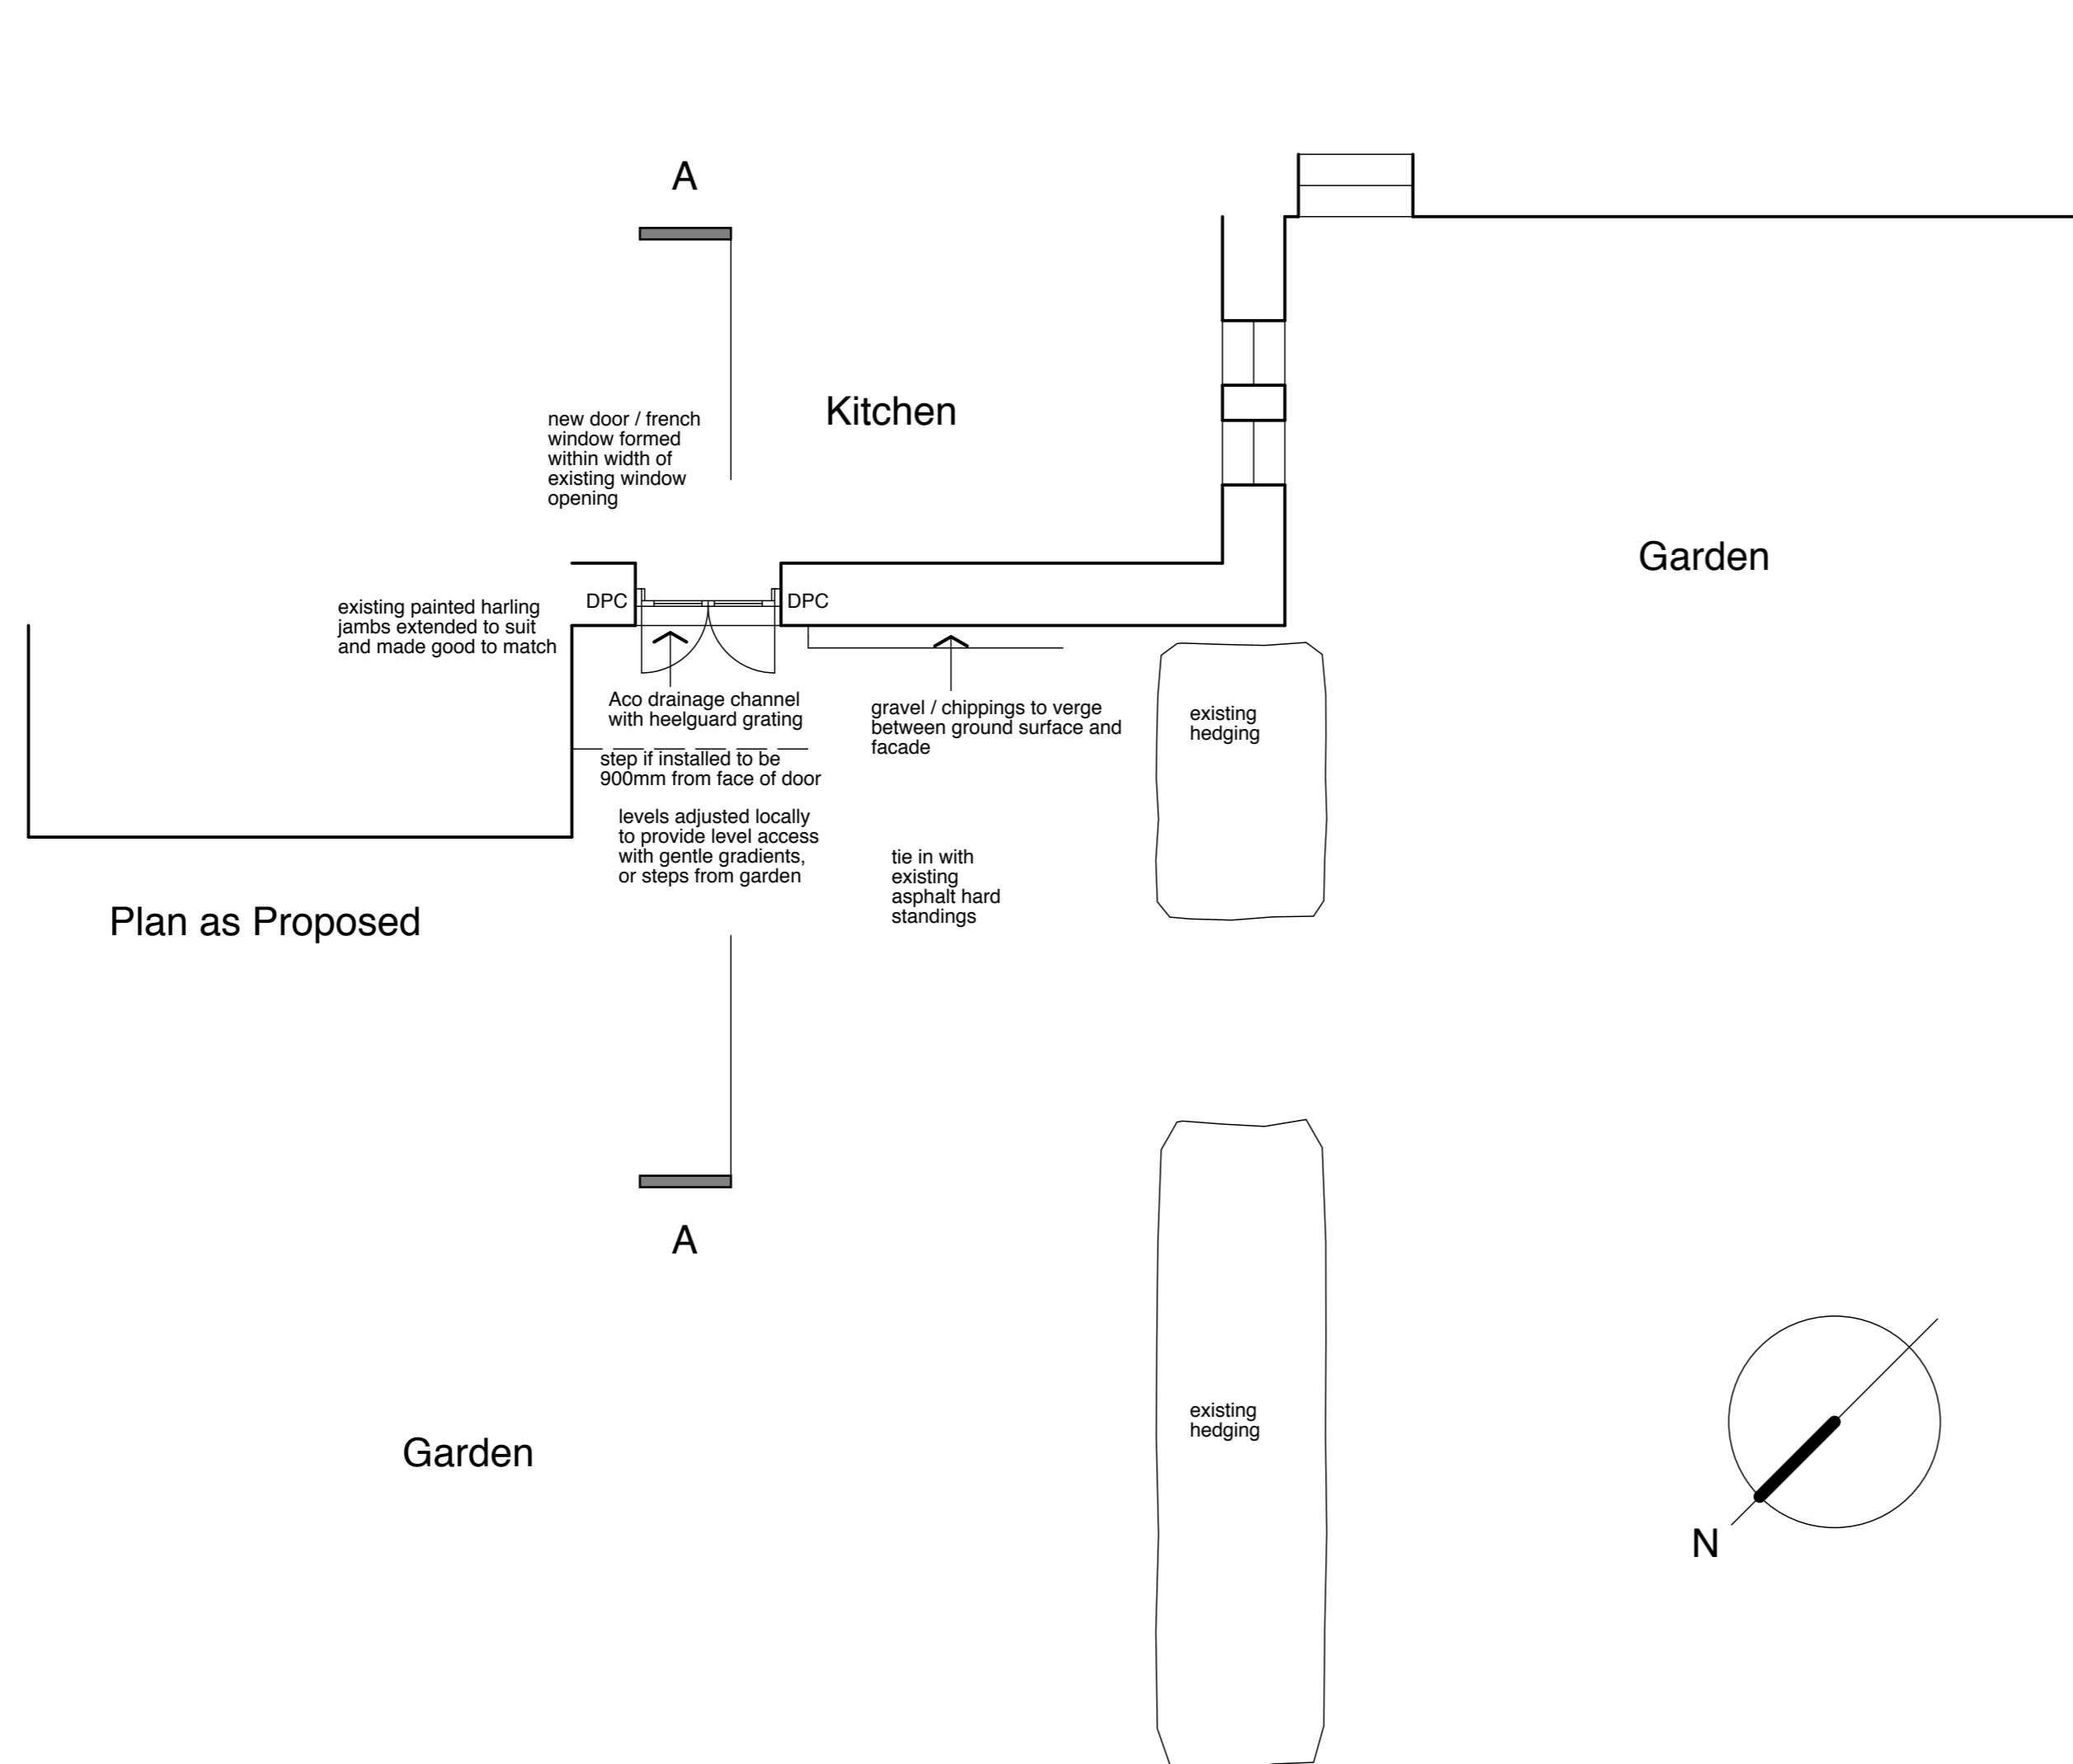 A
new door / french
window formed
within width of
existing window
opening
Kitchen
Garden
existing painted harling
jambs extended to suit
and made good to match
DPC
DPC
Aco drainage channel
with heelguard grating
gravel / chippings to verge
between ground surface and
facade
existing
hedging
step if installed to be
900mm from face of door
levels adjusted locally
to provide level access
with gentle gradients,
or steps from garden
tie in with
existing
asphalt hard
standings
Plan as Proposed
A
existing
hedging
Garden
N